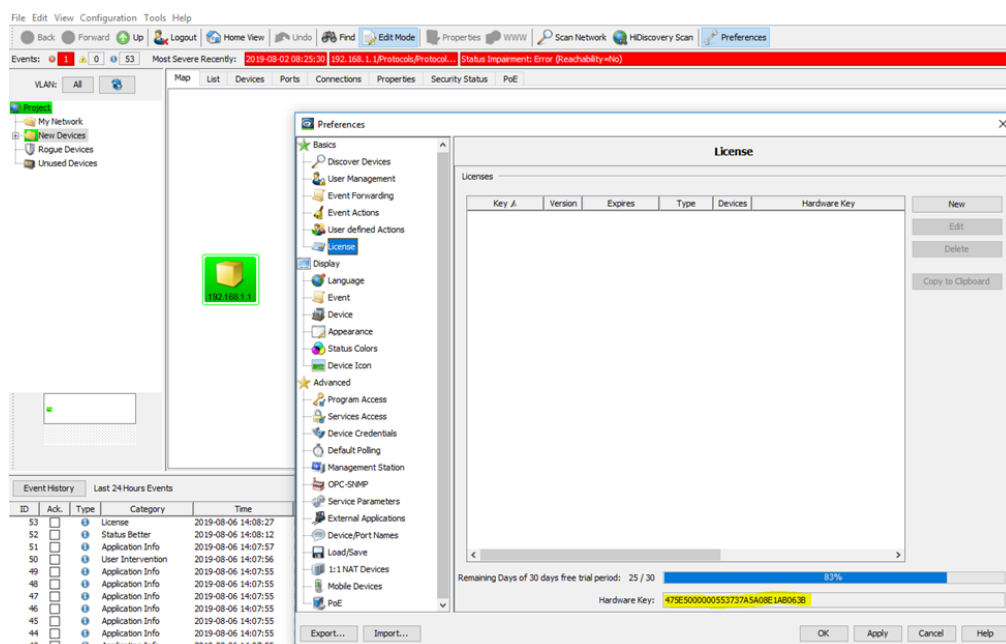 File Edit View Configuration Tools Help
Back Forward Up Logout Home View Undo Find Edit Mode Properties WWW Scan Network HiDiscovery Scan Preferences
Events: 1 0 53 Most Severe Recently: 2019-08-02 08:25:30 192.168.1.1/Protocols/Protocol... Status Impairment: Error (Reachability=No)
VLAN: All
Map List Devices Ports Connections Properties Security Status PoE
Project
My Network
New Devices
Rogue Devices
Unused Devices
192.168.1.1
Preferences
Basics
Discover Devices
User Management
Event Forwarding
Event Actions
User defined Actions
License
Display
Language
Event
Device
Appearance
Status Colors
Device Icon
Advanced
Program Access
Services Access
Device Credentials
Default Polling
Management Station
OPC-SNMP
Service Parameters
External Applications
Device/Port Names
Load/Save
1:1 NAT Devices
Mobile Devices
PoE
License
Licenses
Key Version Expires Type Devices Hardware Key
New
Edit
Delete
Copy to Clipboard
Remaining Days of 30 days free trial period: 25 / 30 83%
Hardware Key: 475E5000000553737A5A08E1AB063B
Export... Import... OK Apply Cancel Help
Event History Last 24 Hours Events
ID Ack. Type Category Time
53 License 2019-08-06 14:08:27
52 Status Better 2019-08-06 14:08:12
51 Application Info 2019-08-06 14:07:57
50 User Intervention 2019-08-06 14:07:56
49 Application Info 2019-08-06 14:07:55
48 Application Info 2019-08-06 14:07:55
47 Application Info 2019-08-06 14:07:55
46 Application Info 2019-08-06 14:07:55
45 Application Info 2019-08-06 14:07:55
44 Application Info 2019-08-06 14:07:55